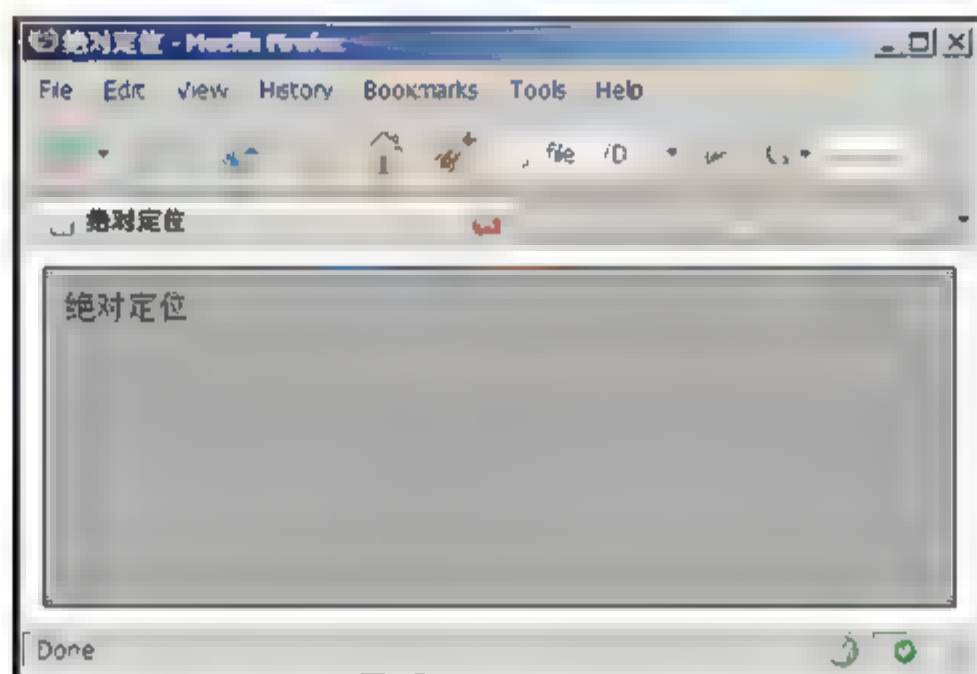 绝对定位 - Mozilla Firefox
File Edit View History Bookmarks Tools Help
file /D
绝对定位
绝对定位
Done